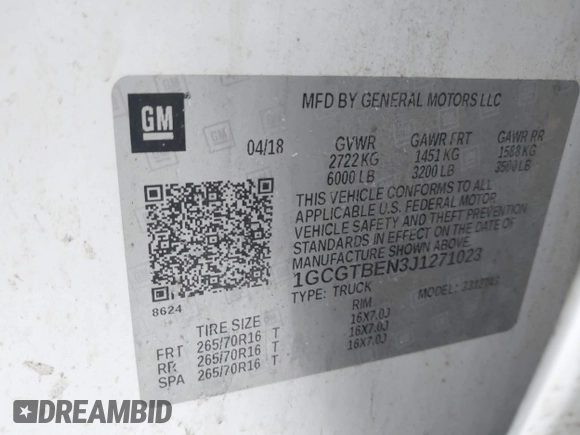 GM
MFD BY GENERAL MOTORS LLC
04/18 GVWR GAWR FRT GAWR RR
2722 KG 1451 KG 1588 KG
6000 LB 3200 LB 3500 LB
THIS VEHICLE CONFORMS TO ALL
APPLICABLE U.S. FEDERAL MOTOR
VEHICLE SAFETY AND THEFT PREVENTION
STANDARDS IN EFFECT ON THE DATE OF
MANUFACTURE SHOWN ABOVE.
1GCGTBEN3J1271023
TYPE: TRUCK MODEL:
8624
TIRE SIZE RIM
FRT 265/70R16 T 16X7.0J
RR 265/70R16 T 16X7.0J
SPA 265/70R16 T 16X7.0J
DREAMBID